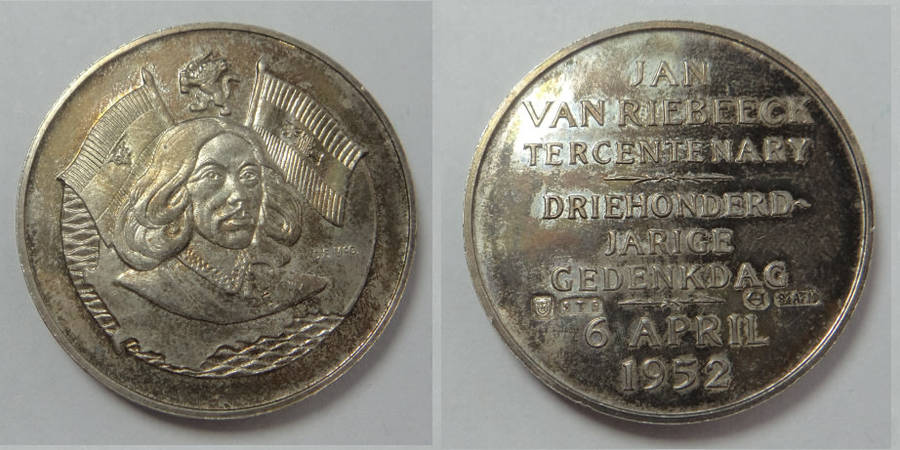 JAN
VAN RIEBEECK
TERCENTENARY
DRIEHONDERD-
JARIGE
GEDENKDAG
6 APRIL
1952